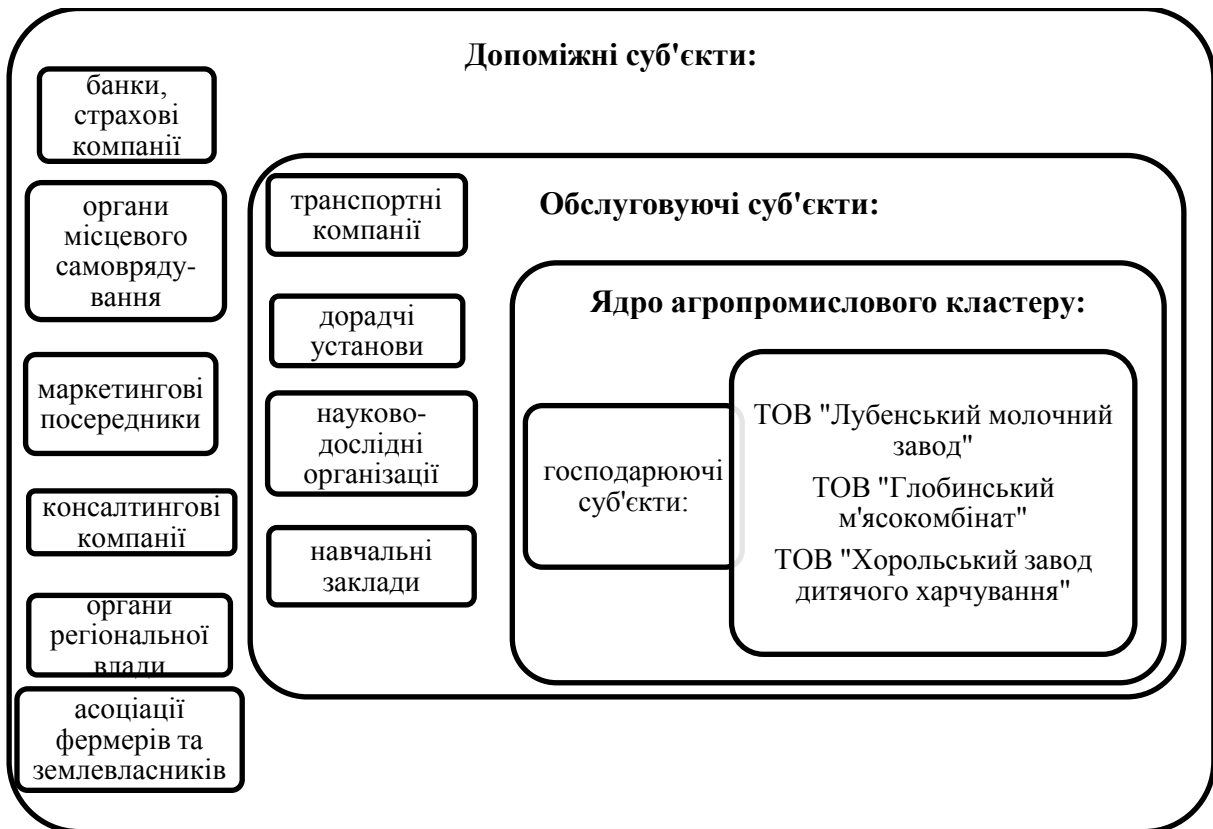 Допоміжні суб'єкти:
банки,
страхові
компанії
органи
місцевого
самовряду-
вання
маркетингові
посередники
консалтингові
компанії
органи
регіональної
влади
асоціації
фермерів та
землевласників
Обслуговуючі суб'єкти:
транспортні
компанії
дорадчі
установи
науково-
дослідні
організації
навчальні
заклади
Ядро агропромислового кластеру:
господарюючі
суб'єкти:
ТОВ "Лубенський молочний
завод"
ТОВ "Глобинський
м'ясокомбінат"
ТОВ "Хорольський завод
дитячого харчування"